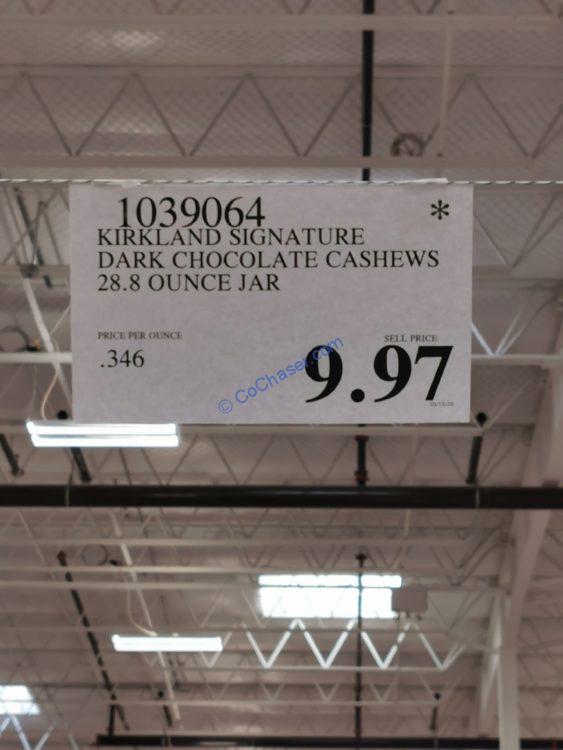 1039064 *
KIRKLAND SIGNATURE
DARK CHOCOLATE CASHEWS
28.8 OUNCE JAR
PRICE PER OUNCE
.346
SELL PRICE
9.97
© CoChaser.com